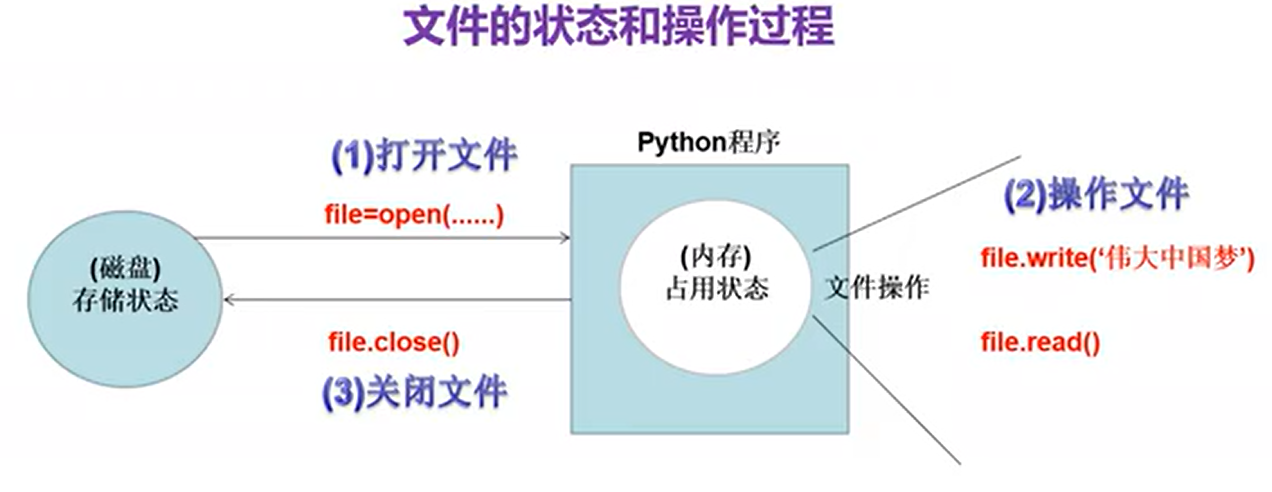 文件的状态和操作过程
Python程序
(1)打开文件
file=open(......)
(磁盘)
存储状态
(内存)
占用状态
文件操作
(2)操作文件
file.write(‘伟大中国梦’)
file.read()
file.close()
(3)关闭文件